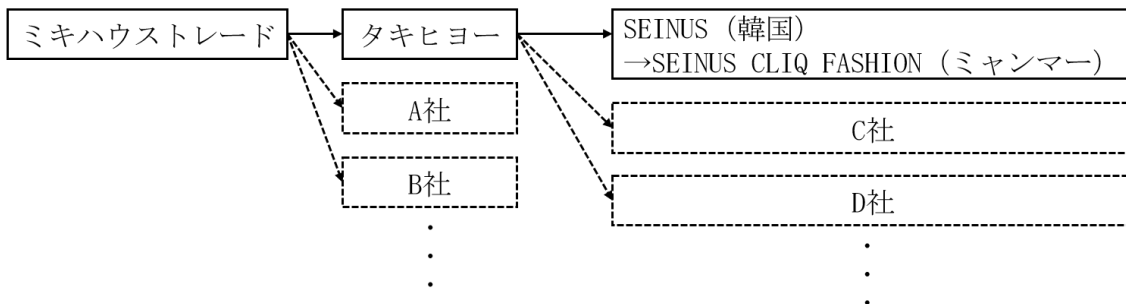 ミキハウストレード
タキヒヨー
SEINUS (韓国)
→SEINUS CLIQ FASHION (ミャンマー)
A社
C社
B社
D社